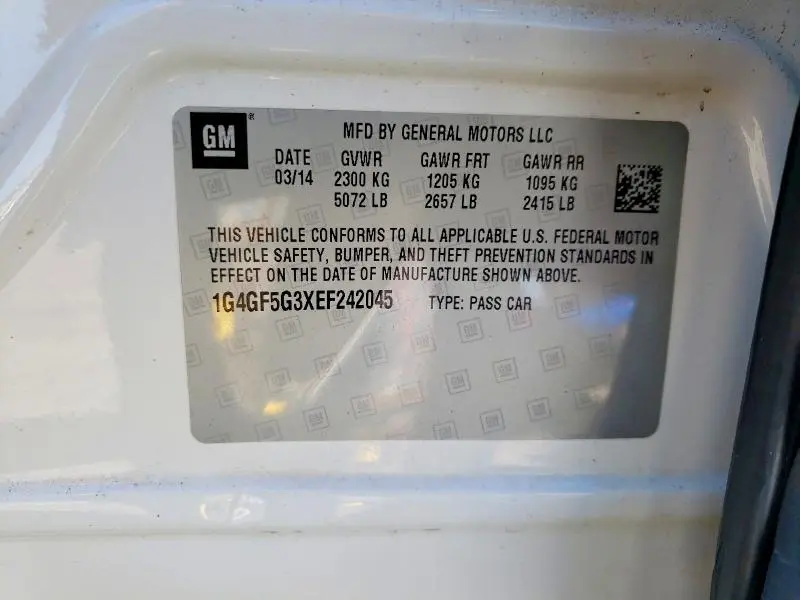 GM®
MFD BY GENERAL MOTORS LLC
DATE GVWR GAWR FRT GAWR RR
03/14 2300 KG 1205 KG 1095 KG
5072 LB 2657 LB 2415 LB
THIS VEHICLE CONFORMS TO ALL APPLICABLE U.S. FEDERAL MOTOR
VEHICLE SAFETY, BUMPER, AND THEFT PREVENTION STANDARDS IN
EFFECT ON THE DATE OF MANUFACTURE SHOWN ABOVE.
1G4GF5G3XEF242045 TYPE: PASS CAR